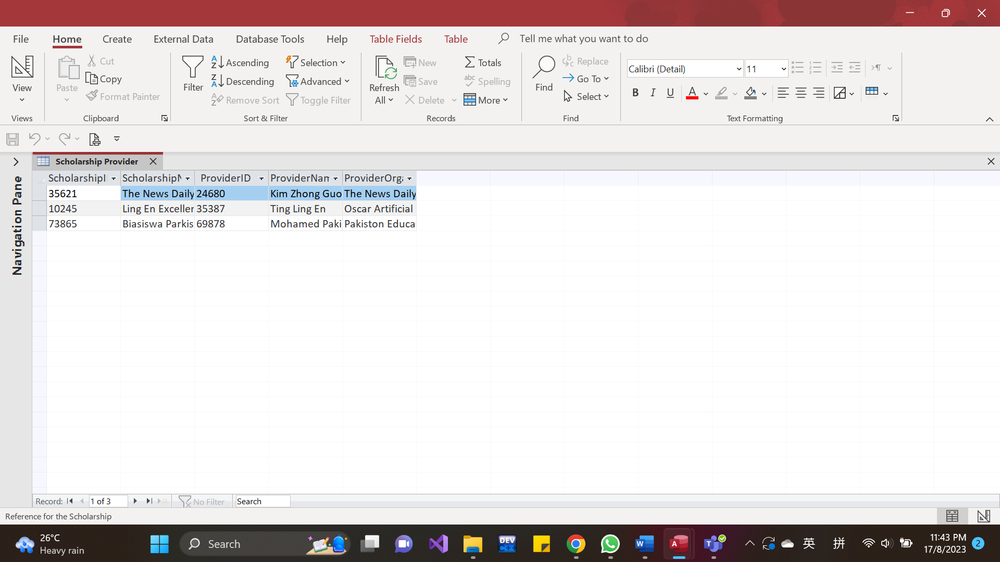 File Home Create External Data Database Tools Help Table Fields Table Tell me what you want to do
View
Views
Paste
Cut
Copy
Format Painter
Clipboard
Filter
Ascending
Descending
Remove Sort
Selection
Advanced
Toggle Filter
Sort & Filter
Refresh
All
New
Save
Delete
Totals
Spelling
More
Records
Find
Replace
Go To
Select
Find
Calibri (Detail) 11
B I U A
Text Formatting
Scholarship Provider
Navigation Pane
ScholarshipI ScholarshipN ProviderID ProviderNam ProviderOrga
35621 The News Daily 24680 Kim Zhong Guo The News Daily
10245 Ling En Exceller 35387 Ting Ling En Oscar Artificial
73865 Biasiswa Parkis 69878 Mohamed Paki Pakiston Educa
Record: 1 of 3 No Filter Search
Reference for the Scholarship
26°C
Heavy rain
Search
DEV
C++
W
A
T
英
拼
11:43 PM
17/8/2023
2